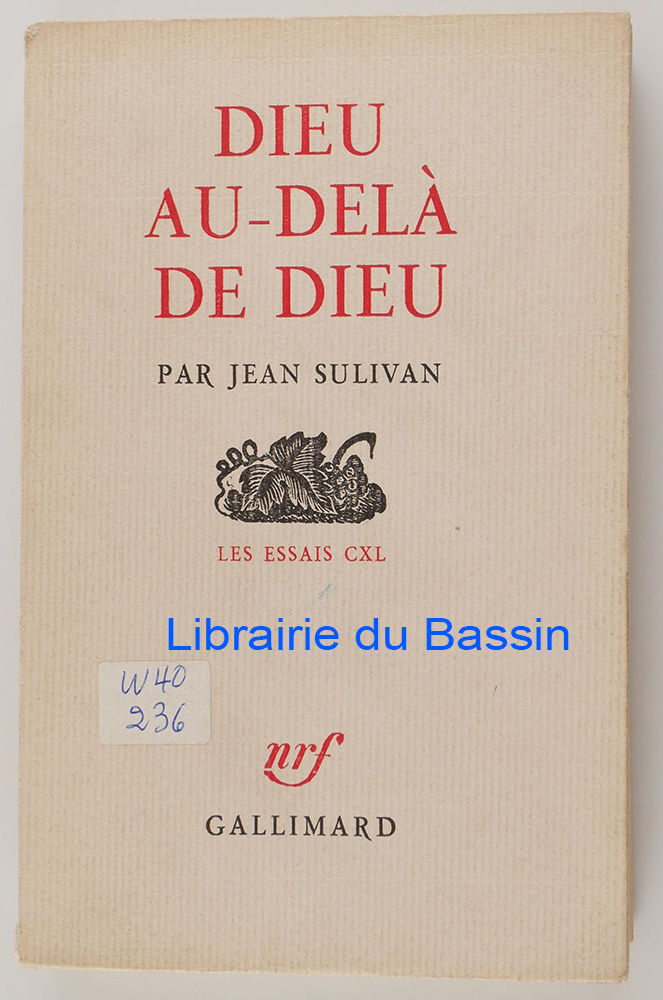 DIEU
AU-DELÀ
DE DIEU
PAR JEAN SULIVAN
LES ESSAIS CXL
Librairie du Bassin
W40
236
nrf
GALLIMARD